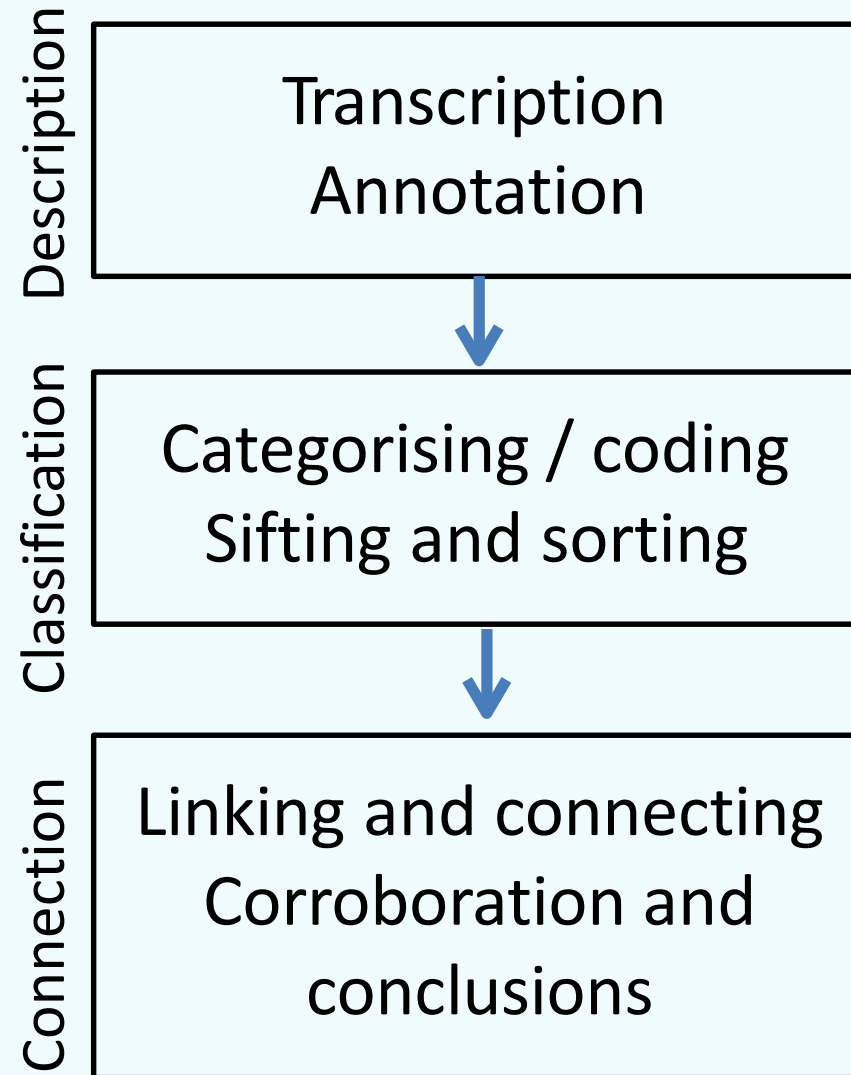 Description
Transcription
Annotation
Classification
Categorising / coding
Sifting and sorting
Connection
Linking and connecting
Corroboration and
conclusions